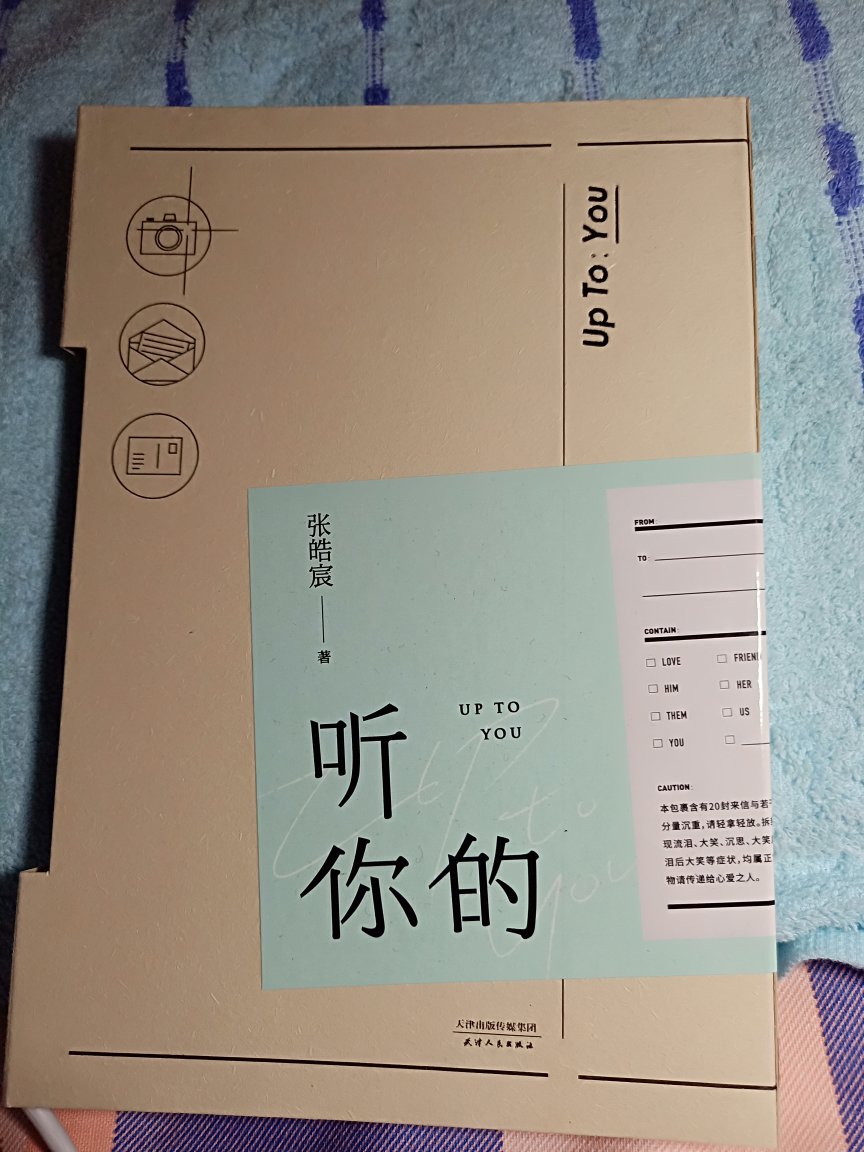 Up To: You
张皓宸
著
听
你的
UP TO
YOU
FROM:
TO:
CONTAIN:
LOVE
HIM
HER
THEM
US
YOU
CAUTION:
本包裹含有20封来信与若
分量沉重，请轻拿轻放。
现流泪、大笑、沉思、大笑
泪后大笑等症状，均属正
物请传递给心爱之人。
up to
you
天津出版传媒集团
天津人民出版社